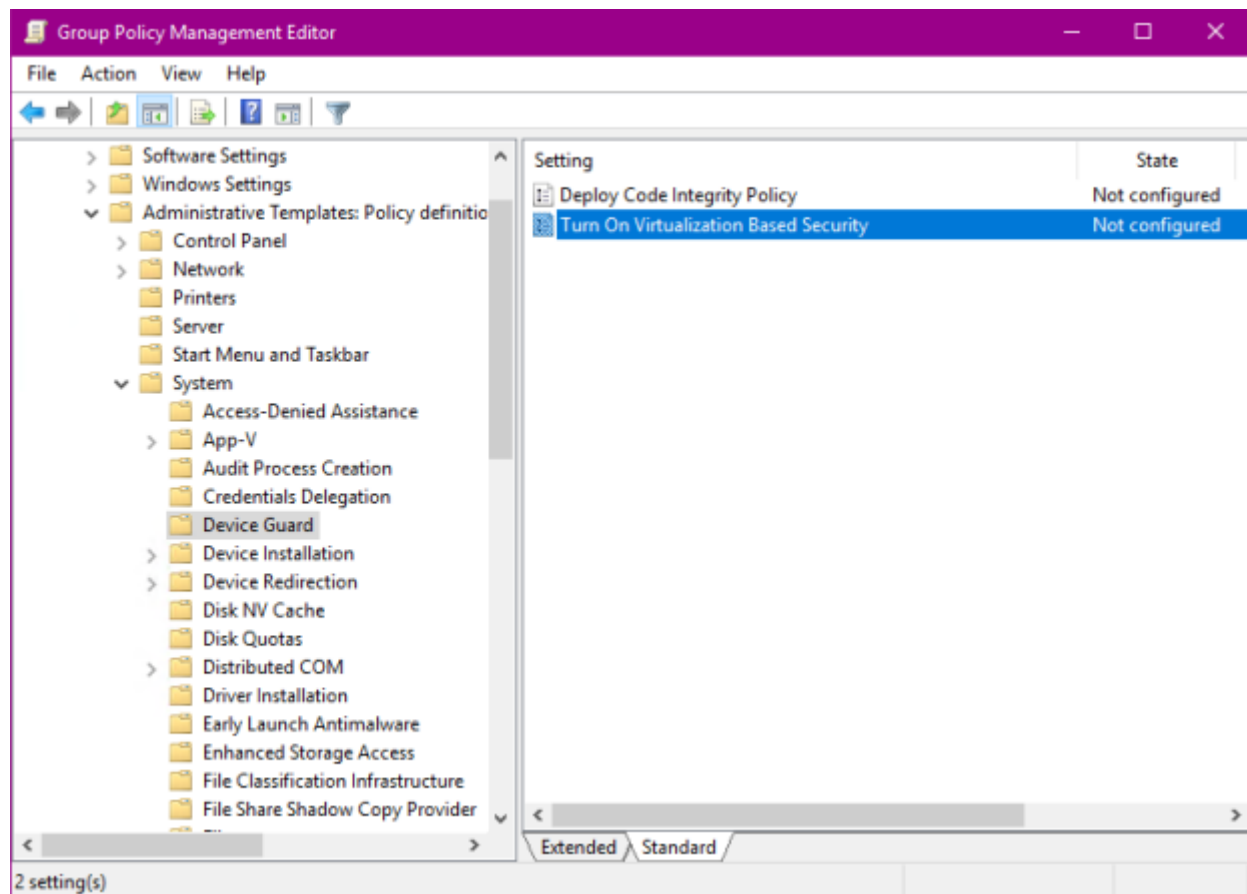 Group Policy Management Editor
File Action View Help
Software Settings
Windows Settings
Administrative Templates: Policy definitio
Control Panel
Network
Printers
Server
Start Menu and Taskbar
System
Access-Denied Assistance
App-V
Audit Process Creation
Credentials Delegation
Device Guard
Device Installation
Device Redirection
Disk NV Cache
Disk Quotas
Distributed COM
Driver Installation
Early Launch Antimalware
Enhanced Storage Access
File Classification Infrastructure
File Share Shadow Copy Provider
Setting State
Deploy Code Integrity Policy Not configured
Turn On Virtualization Based Security Not configured
Extended Standard
2 setting(s)